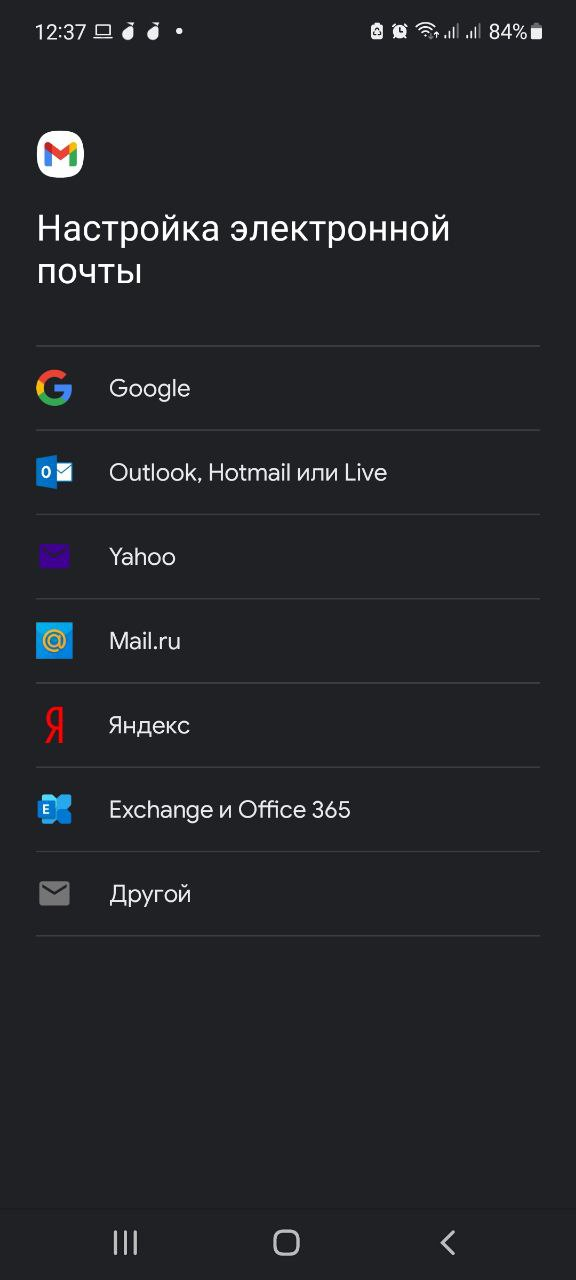 12:37 84%
Настройка электронной
почты
Google
Outlook, Hotmail или Live
Yahoo
Mail.ru
Яндекс
Exchange и Office 365
Другой